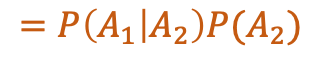 = P(A₁|A₂)P(A₂)